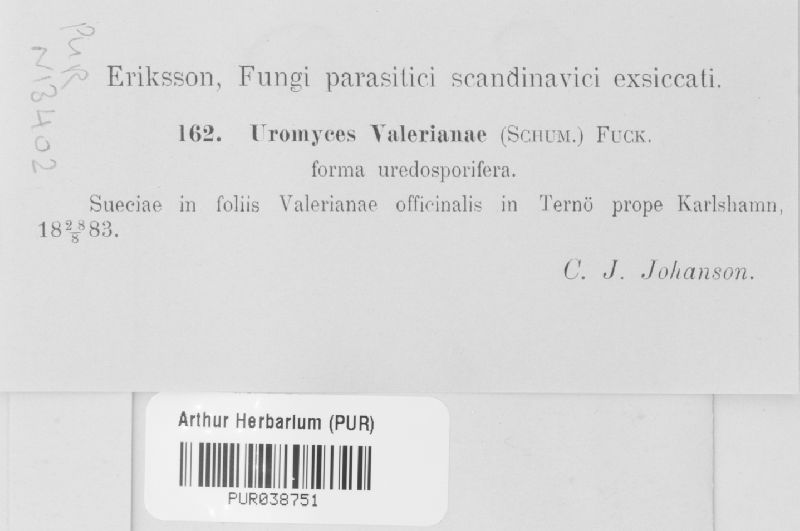 PUR
N13402
Eriksson, Fungi parasitici scandinavici exsiccati.
162. Uromyces Valerianae (SCHUM.) FUCK.
forma uredosporifera.
Sueciae in foliis Valerianae officinalis in Ternö prope Karlshamn,
18 28/8 83.
C. J. Johanson.
Arthur Herbarium (PUR)
PUR038751